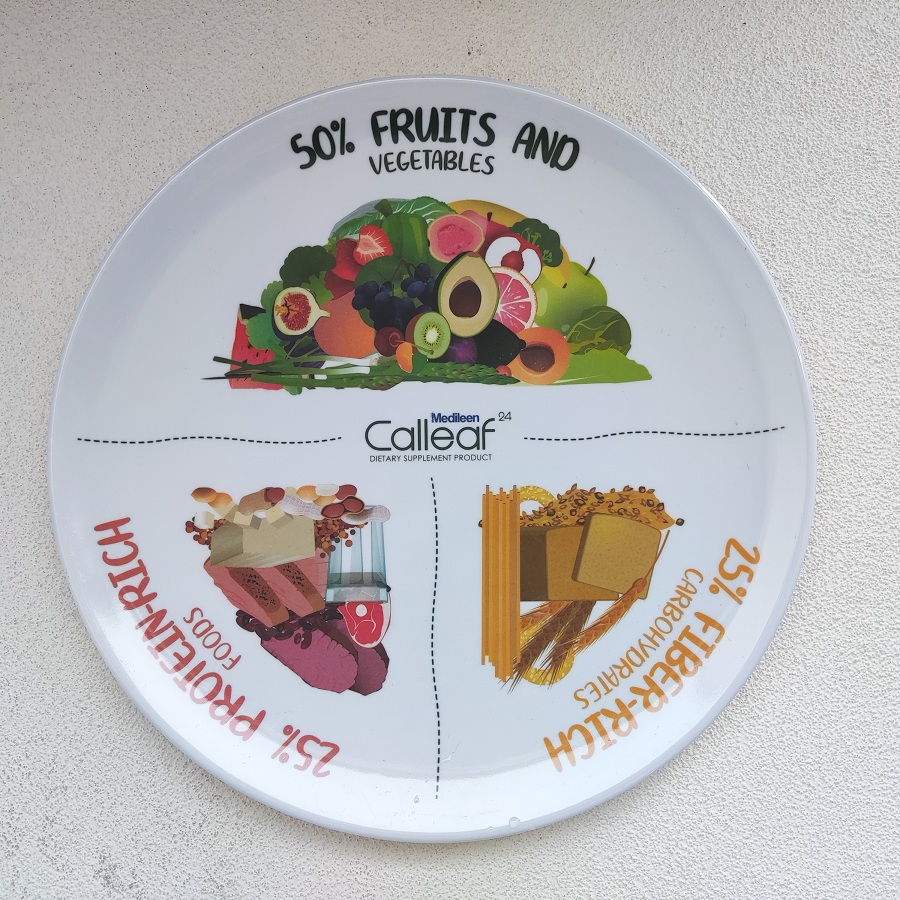 50% FRUITS AND
VEGETABLES
Medileen
Calleaf 24
DIETARY SUPPLEMENT PRODUCT
25% PROTEIN-RICH
FOODS
25% FIBER-RICH
CARBOHYDRATES